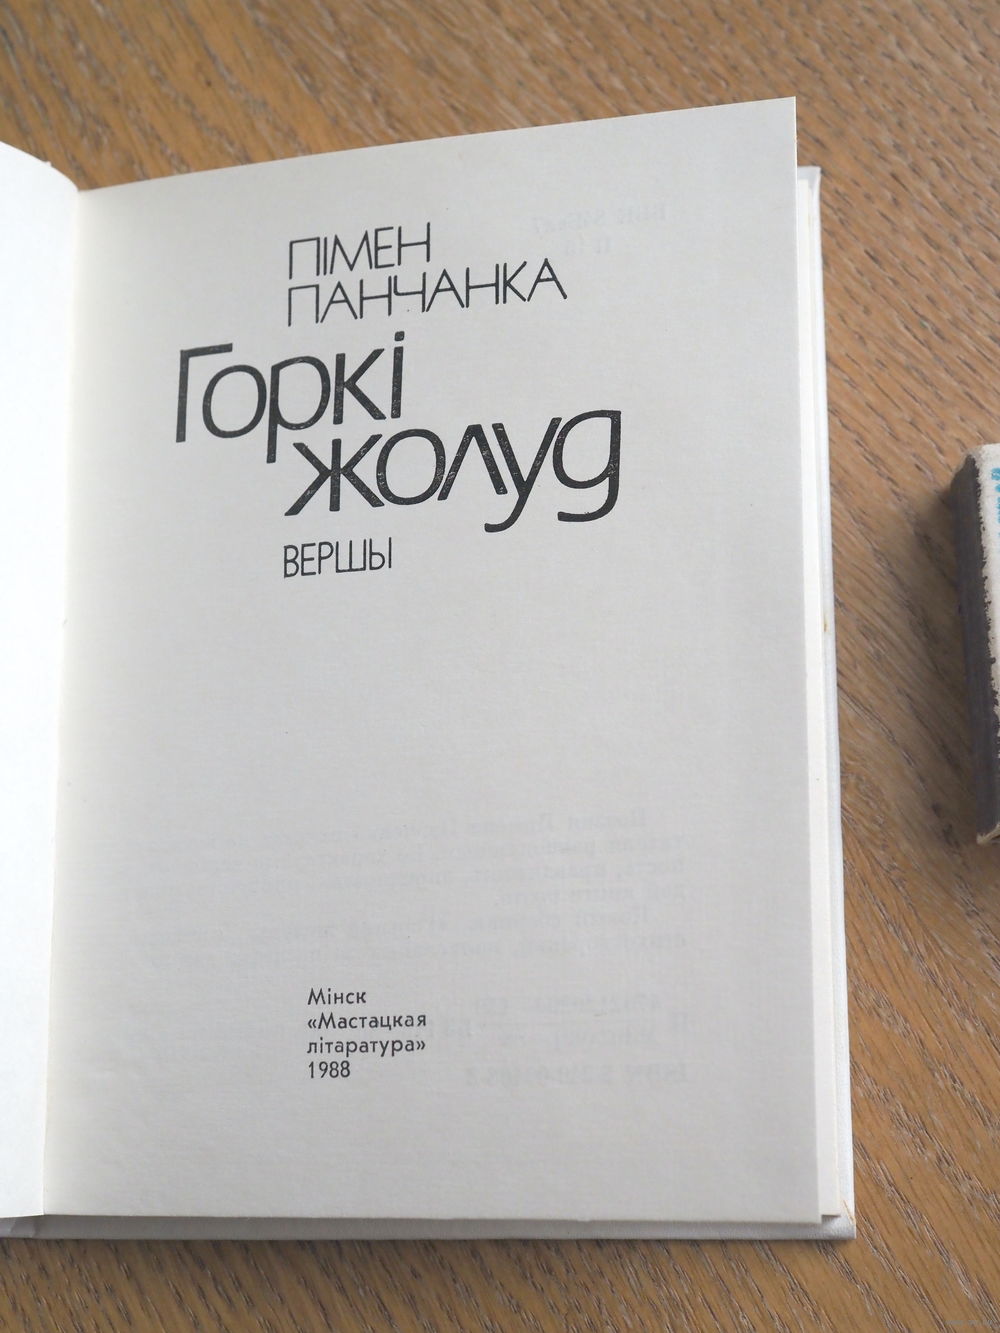 ПІМЕН
ПАНЧАНКА
Горкі
жолуд
ВЕРШЫ
Мінск
«Мастацкая
літаратура»
1988